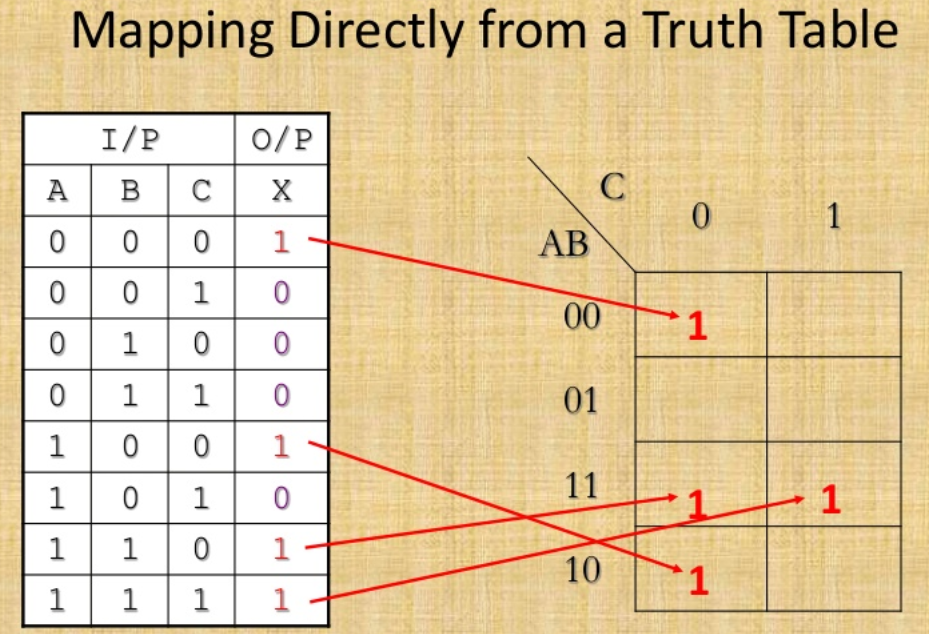 Mapping Directly from a Truth Table
I/P O/P
A B C X
0 0 0 1
0 0 1 0
0 1 0 0
0 1 1 0
1 0 0 1
1 0 1 0
1 1 0 1
1 1 1 1
C
AB
0 1
00 1
01
11 1 1
10 1